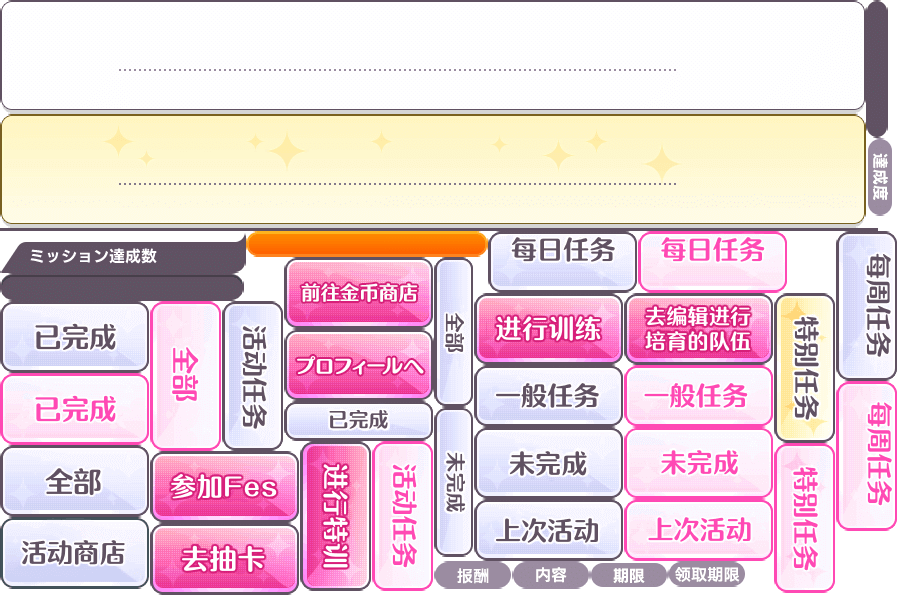 達成度
ミッション達成数
每日任务
每日任务
每周任务
前往金币商店
全部
进行训练
去编辑进行
培育的队伍
特别任务
已完成
全部
活动任务
プロフィールへ
一般任务
一般任务
每周任务
已完成
已完成
未完成
未完成
未完成
全部
参加Fes
进行特训
活动任务
特别任务
活动商店
去抽卡
上次活动
上次活动
报酬
内容
期限
领取期限